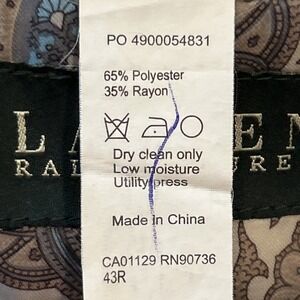 PO 4900054831
65% Polyester
35% Rayon
Dry clean only
Low moisture
Utility press
Made In China
CA01129 RN90736
43R